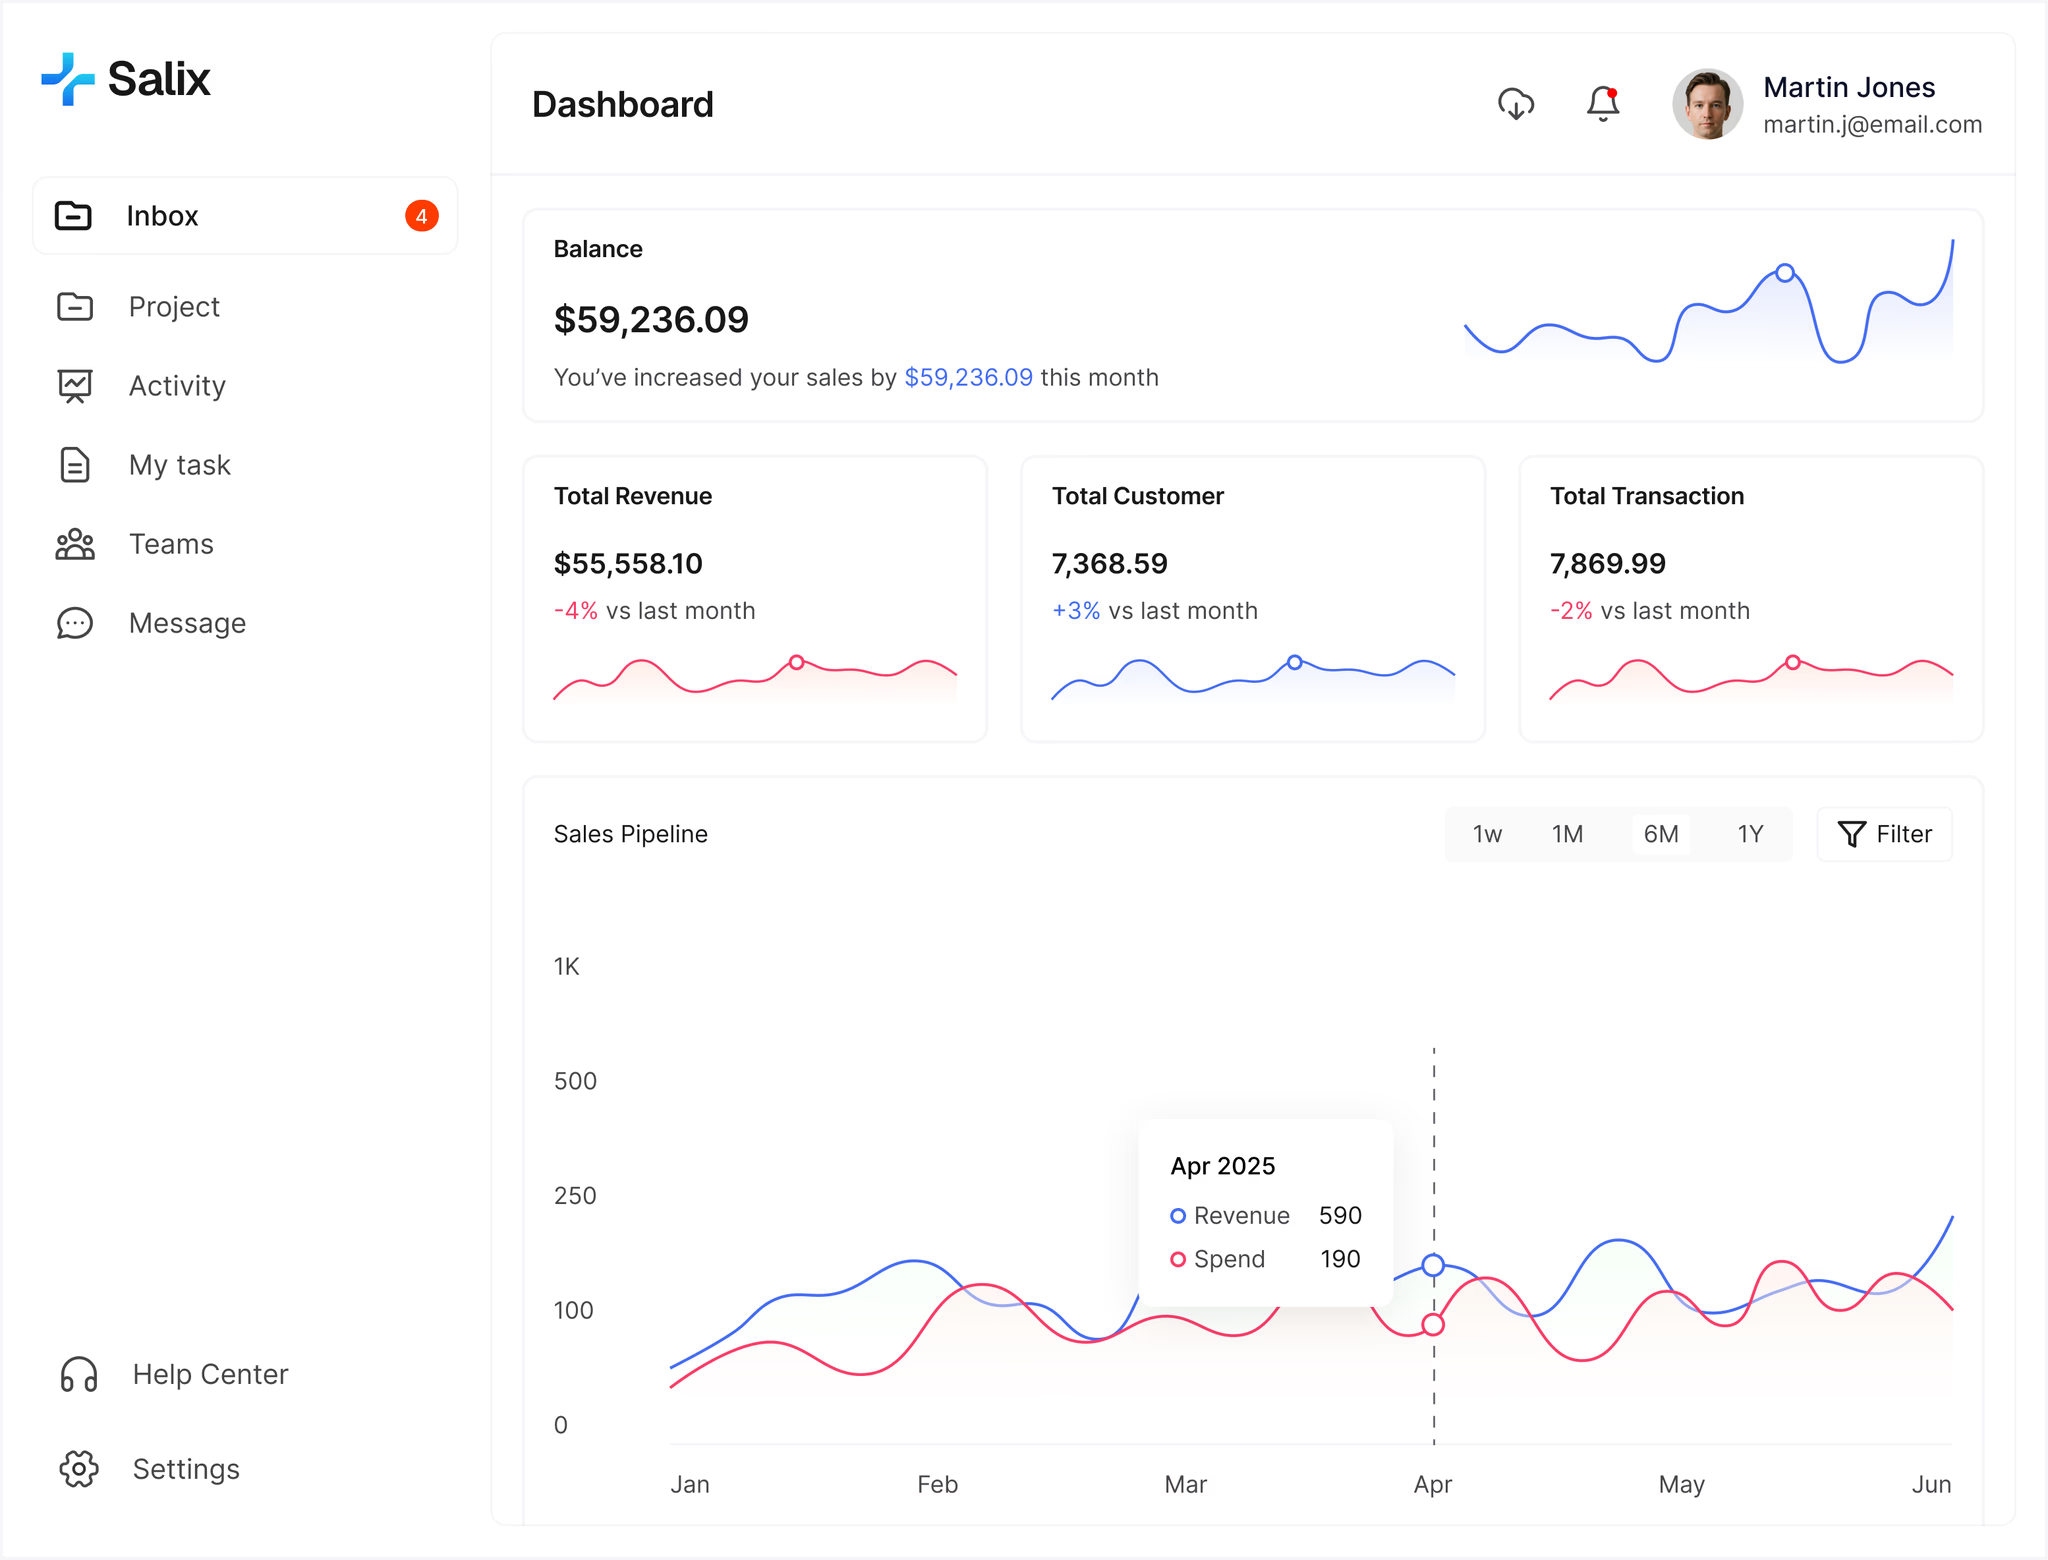 Salix
Dashboard
Martin Jones
martin.j@email.com
Inbox 4
Project
Activity
My task
Teams
Message
Help Center
Settings
Balance
$59,236.09
You’ve increased your sales by $59,236.09 this month
Total Revenue
$55,558.10
-4% vs last month
Total Customer
7,368.59
+3% vs last month
Total Transaction
7,869.99
-2% vs last month
Sales Pipeline
1w 1M 6M 1Y
Filter
1K
500
250
100
0
Apr 2025
Revenue 590
Spend 190
Jan Feb Mar Apr May Jun